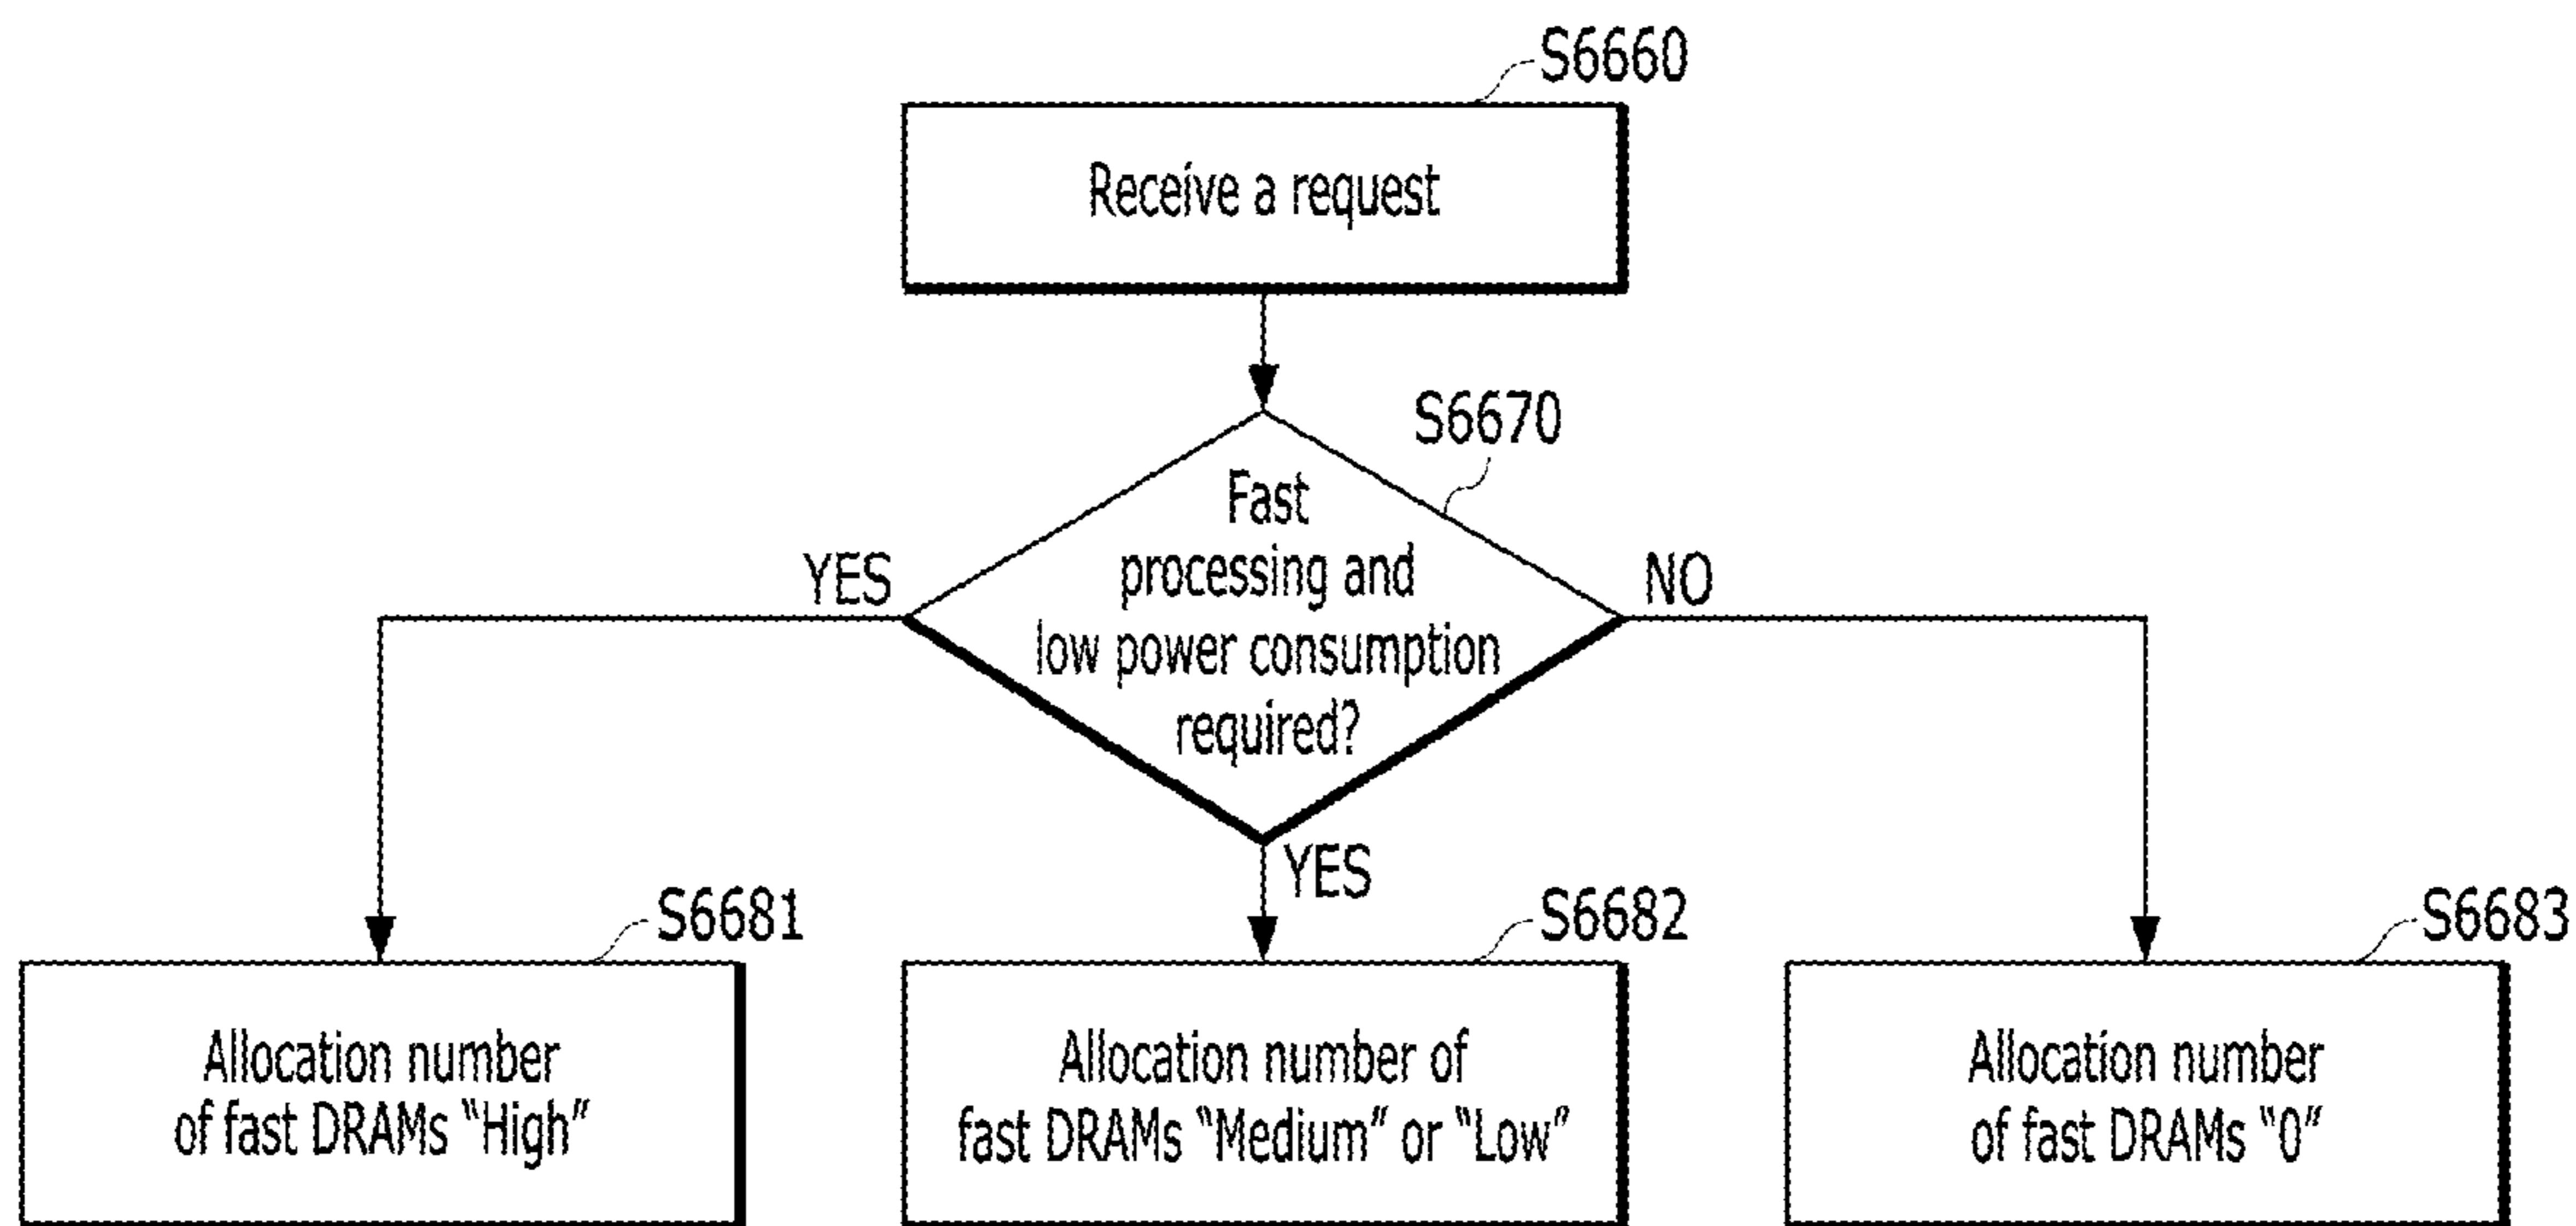 S6660
Receive a request
S6670
Fast
processing and
low power consumption
required?
YES
NO
YES
S6681
Allocation number
of fast DRAMs “High”
S6682
Allocation number of
fast DRAMs “Medium” or “Low”
S6683
Allocation number
of fast DRAMs “0”